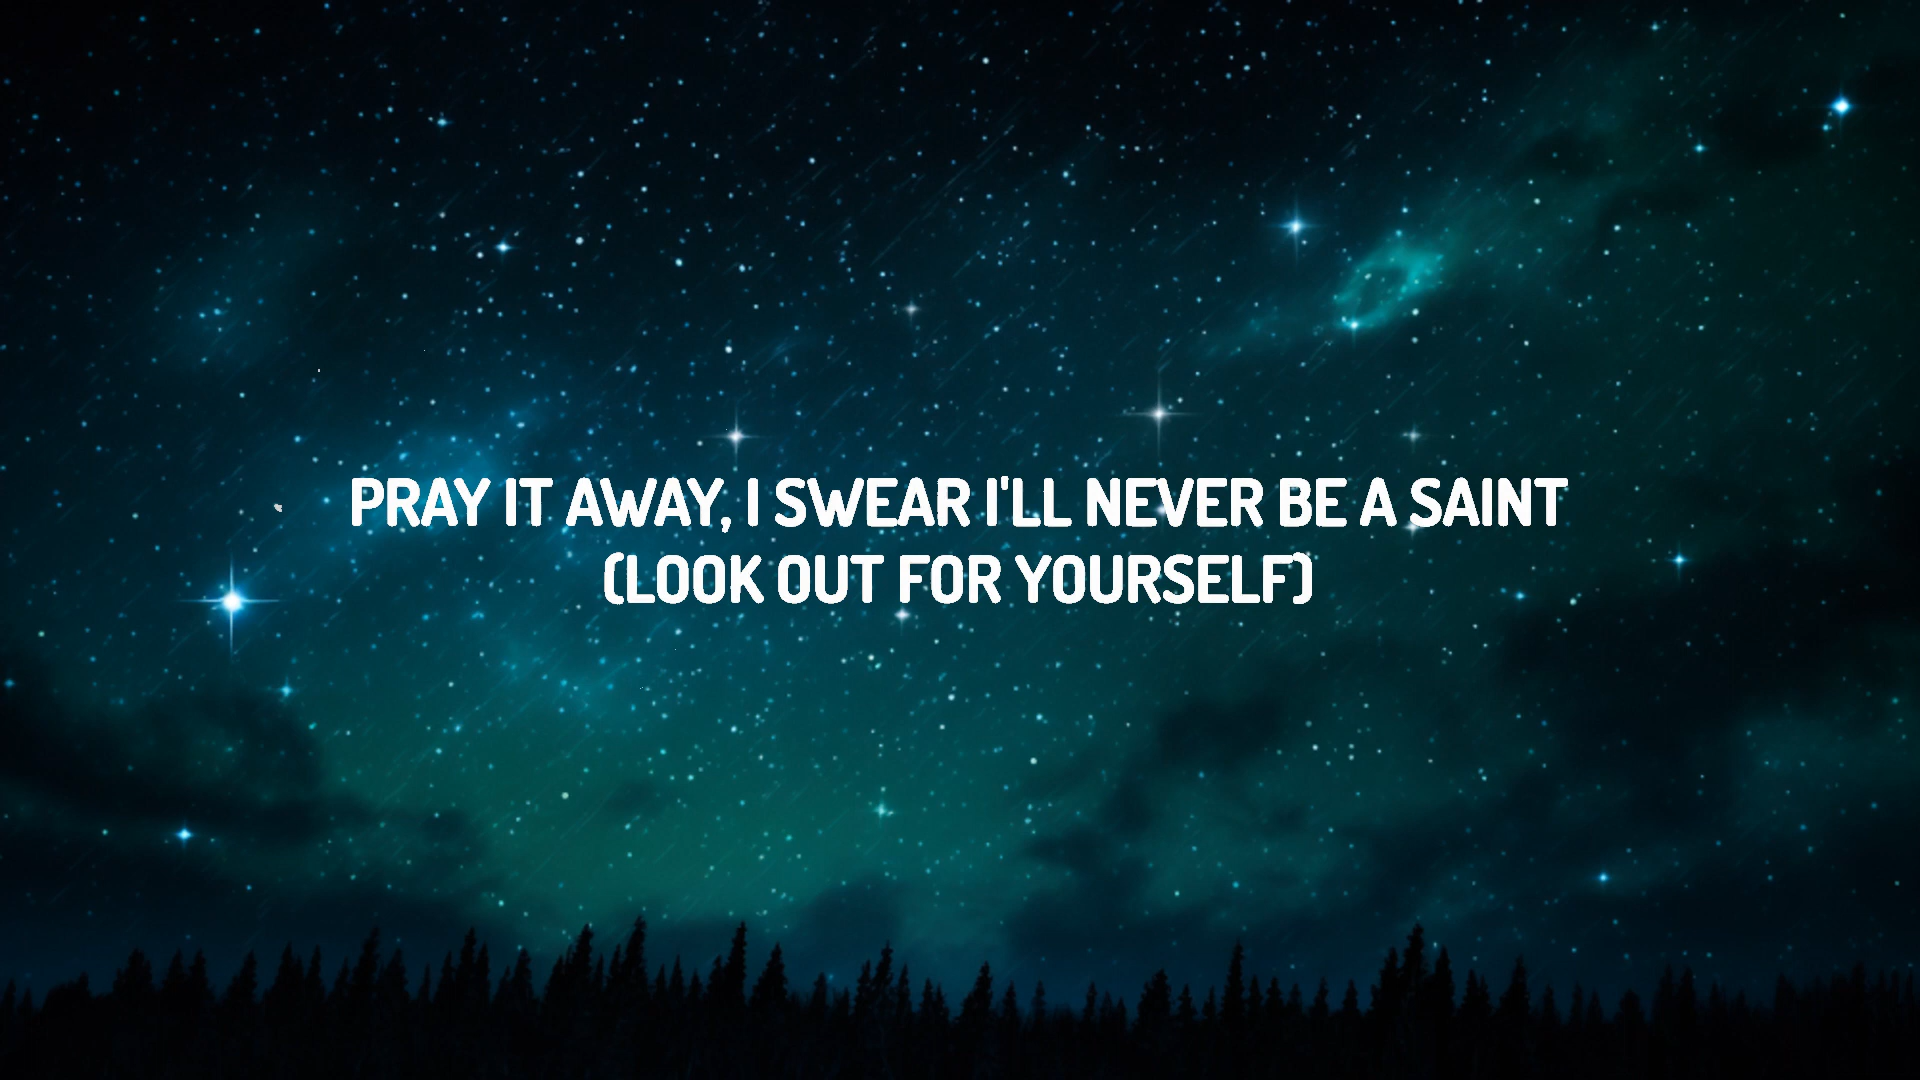 PRAY IT AWAY, I SWEAR I'LL NEVER BE A SAINT
(LOOK OUT FOR YOURSELF)